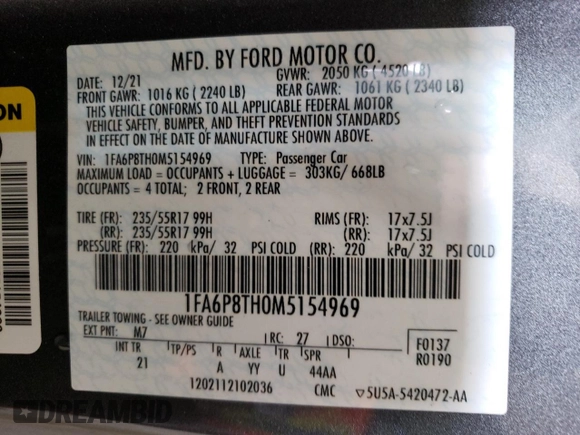 MFD. BY FORD MOTOR CO.
DATE: 12/21 GVWR: 2050 KG ( 4520 LB)
FRONT GAWR: 1016 KG ( 2240 LB) REAR GAWR: 1061 KG ( 2340 LB)
THIS VEHICLE CONFORMS TO ALL APPLICABLE FEDERAL MOTOR
VEHICLE SAFETY, BUMPER, AND THEFT PREVENTION STANDARDS
IN EFFECT ON THE DATE OF MANUFACTURE SHOWN ABOVE.
VIN: 1FA6P8TH0M5154969 TYPE: Passenger Car
MAXIMUM LOAD = OCCUPANTS + LUGGAGE = 303KG/ 668LB
OCCUPANTS = 4 TOTAL; 2 FRONT, 2 REAR
TIRE (FR): 235/55R17 99H RIMS (FR): 17x7.5J
(RR): 235/55R17 99H (RR): 17x7.5J
PRESSURE (FR): 220 kPa/ 32 PSI COLD (RR): 220 kPa/ 32 PSI COLD
1FA6P8TH0M5154969
TRAILER TOWING - SEE OWNER GUIDE
EXT PNT: M7 RC: 27 DSO: F0137
INT TR TP/PS R AXLE TR SPR R0190
21 A YY U 44AA
1202112102036 CMC ▽5U5A-5420472-AA
DREAMBID